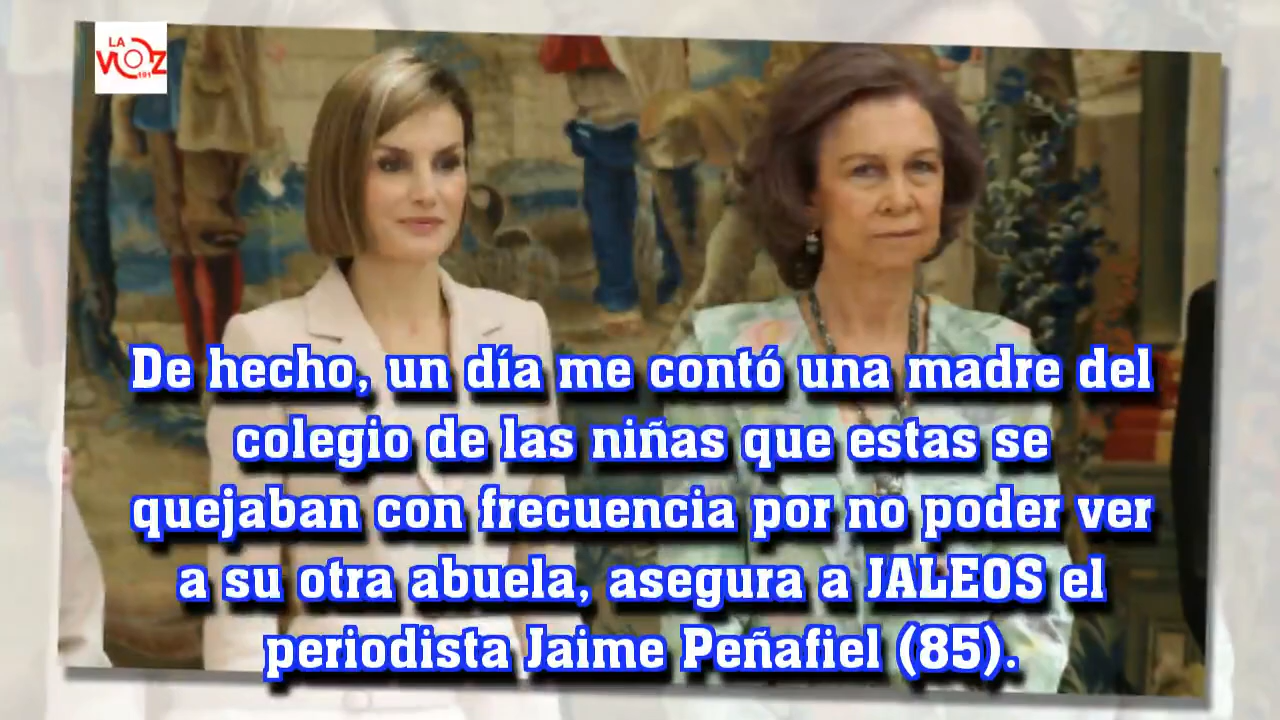 LA
VOZ
De hecho, un día me contó una madre del
colegio de las niñas que estas se
quejaban con frecuencia por no poder ver
a su otra abuela, asegura a JALEOS el
periodista Jaime Peñafiel (85).